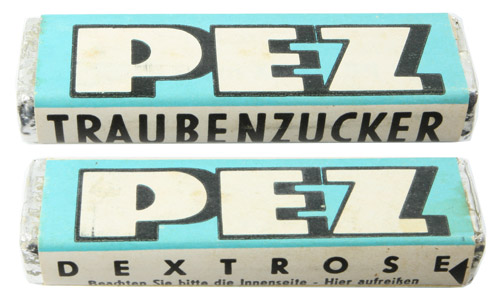 PEZ
TRAUBENZUCKER
PEZ
DEXTROSE
Beachten Sie bitte die Innenseite - Hier aufreißen